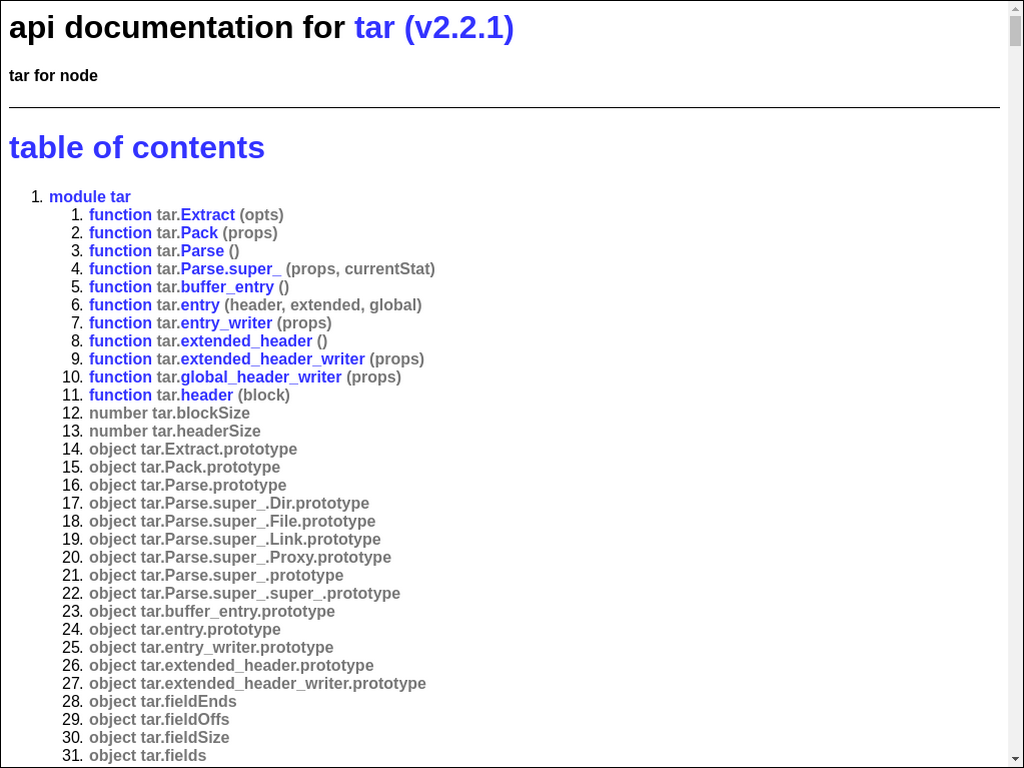 api documentation for tar (v2.2.1)
tar for node
table of contents
1. module tar
1. function tar.Extract (opts)
2. function tar.Pack (props)
3. function tar.Parse ()
4. function tar.Parse.super_ (props, currentStat)
5. function tar.buffer_entry ()
6. function tar.entry (header, extended, global)
7. function tar.entry_writer (props)
8. function tar.extended_header ()
9. function tar.extended_header_writer (props)
10. function tar.global_header_writer (props)
11. function tar.header (block)
12. number tar.blockSize
13. number tar.headerSize
14. object tar.Extract.prototype
15. object tar.Pack.prototype
16. object tar.Parse.prototype
17. object tar.Parse.super_.Dir.prototype
18. object tar.Parse.super_.File.prototype
19. object tar.Parse.super_.Link.prototype
20. object tar.Parse.super_.Proxy.prototype
21. object tar.Parse.super_.prototype
22. object tar.Parse.super_.super_.prototype
23. object tar.buffer_entry.prototype
24. object tar.entry.prototype
25. object tar.entry_writer.prototype
26. object tar.extended_header.prototype
27. object tar.extended_header_writer.prototype
28. object tar.fieldEnds
29. object tar.fieldOffs
30. object tar.fieldSize
31. object tar.fields